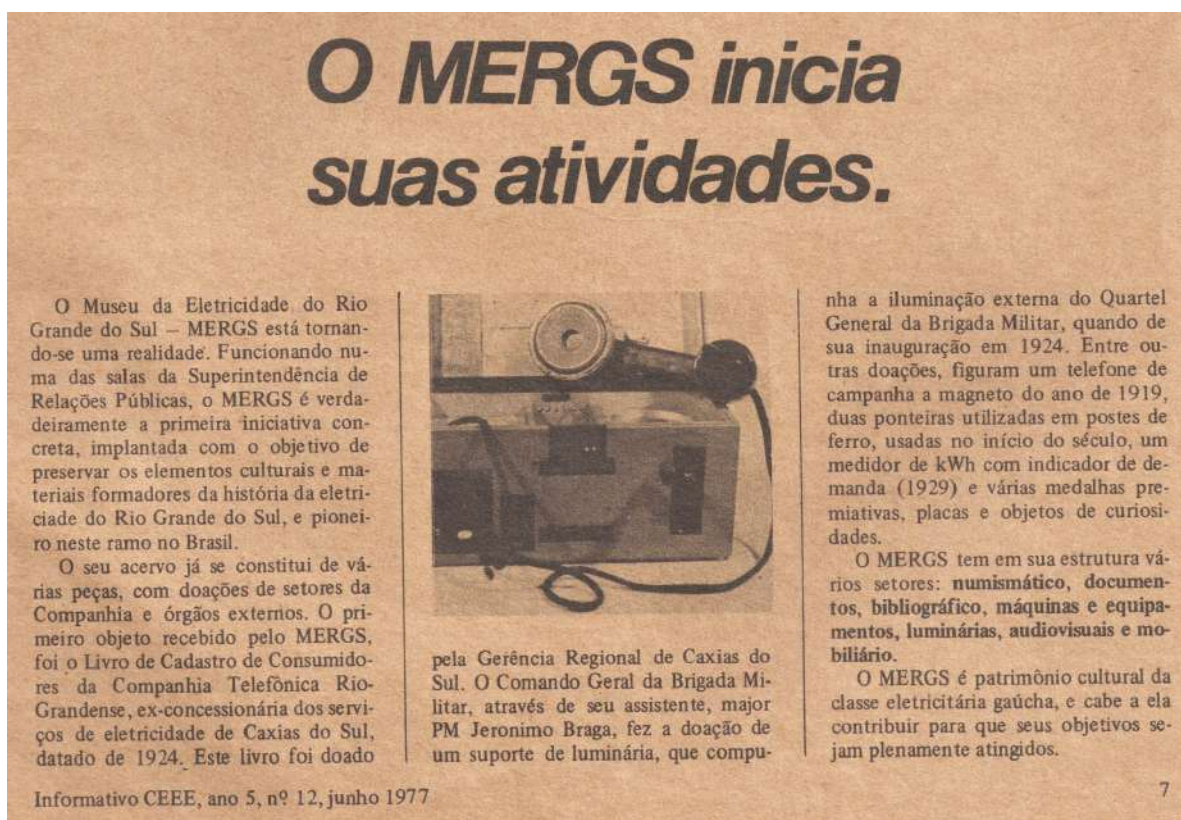 O MERGS inicia
suas atividades.
O Museu da Eletricidade do Rio
Grande do Sul — MERGS está tornan-
do-se uma realidade. Funcionando nu-
ma das salas da Superintendência de
Relações Públicas, o MERGS é verda-
deiramente a primeira iniciativa con-
creta, implantada com o objetivo de
preservar os elementos culturais e ma-
teriais formadores da história da eletri-
ciade do Rio Grande do Sul, e pionei-
ro neste ramo no Brasil.
O seu acervo já se constitui de vá-
rias peças, com doações de setores da
Companhia e órgãos externos. O pri-
meiro objeto recebido pelo MERGS,
foi o Livro de Cadastro de Consumido-
res da Companhia Telefônica Rio-
Grandense, ex-concessionária dos servi-
ços de eletricidade de Caxias do Sul,
datado de 1924. Este livro foi doado
pela Gerência Regional de Caxias do
Sul. O Comando Geral da Brigada Mi-
litar, através de seu assistente, major
PM Jeronimo Braga, fez a doação de
um suporte de luminária, que compu-
nha a iluminação externa do Quartel
General da Brigada Militar, quando de
sua inauguração em 1924. Entre ou-
tras doações, figuram um telefone de
campanha a magneto do ano de 1919,
duas ponteiras utilizadas em postes de
ferro, usadas no início do século, um
medidor de kWh com indicador de de-
manda (1929) e várias medalhas pre-
miativas, placas e objetos de curiosi-
dades.
O MERGS tem em sua estrutura vá-
rios setores: numismático, documen-
tos, bibliográfico, máquinas e equipa-
mentos, luminárias, audiovisuais e mo-
biliário.
O MERGS é patrimônio cultural da
classe eletricitária gaúcha, e cabe a ela
contribuir para que seus objetivos se-
jam plenamente atingidos.
Informativo CEEE, ano 5, nº 12, junho 1977
7